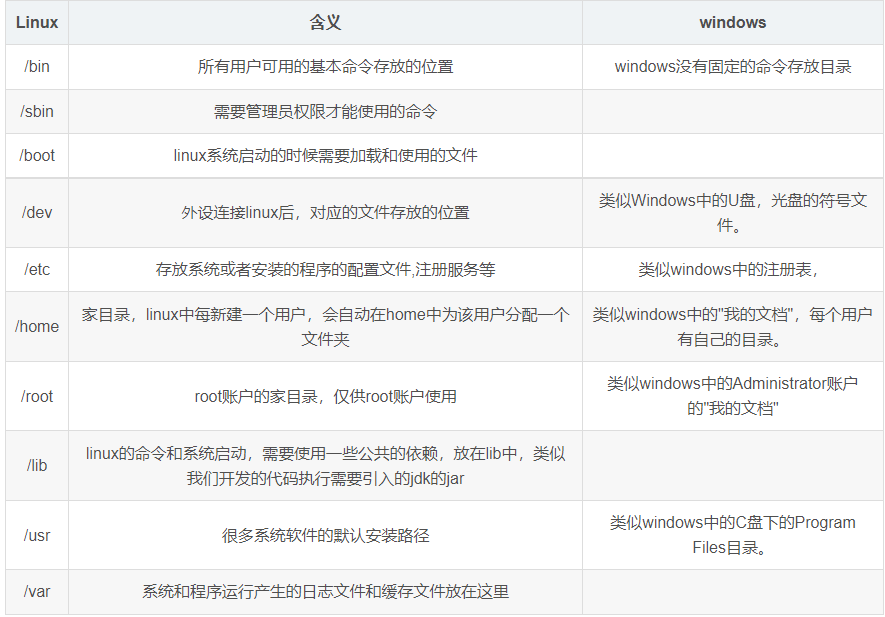 Linux 含义 windows
/bin 所有用户可用的基本命令存放的位置 windows没有固定的命令存放目录
/sbin 需要管理员权限才能使用的命令
/boot linux系统启动的时候需要加载和使用的文件
/dev 外设连接linux后，对应的文件存放的位置 类似Windows中的U盘，光盘的符号文
件。
/etc 存放系统或者安装的程序的配置文件,注册服务等 类似windows中的注册表，
/home 家目录，linux中每新建一个用户，会自动在home中为该用户分配一个
文件夹
类似windows中的"我的文档"，每个用户
有自己的目录。
/root root账户的家目录，仅供root账户使用 类似windows中的Administrator账户
的"我的文档"
/lib linux的命令和系统启动，需要使用一些公共的依赖，放在lib中，类似
我们开发的代码执行需要引入的jdk的jar
/usr 很多系统软件的默认安装路径 类似windows中的C盘下的Program
Files目录。
/var 系统和程序运行产生的日志文件和缓存文件放在这里